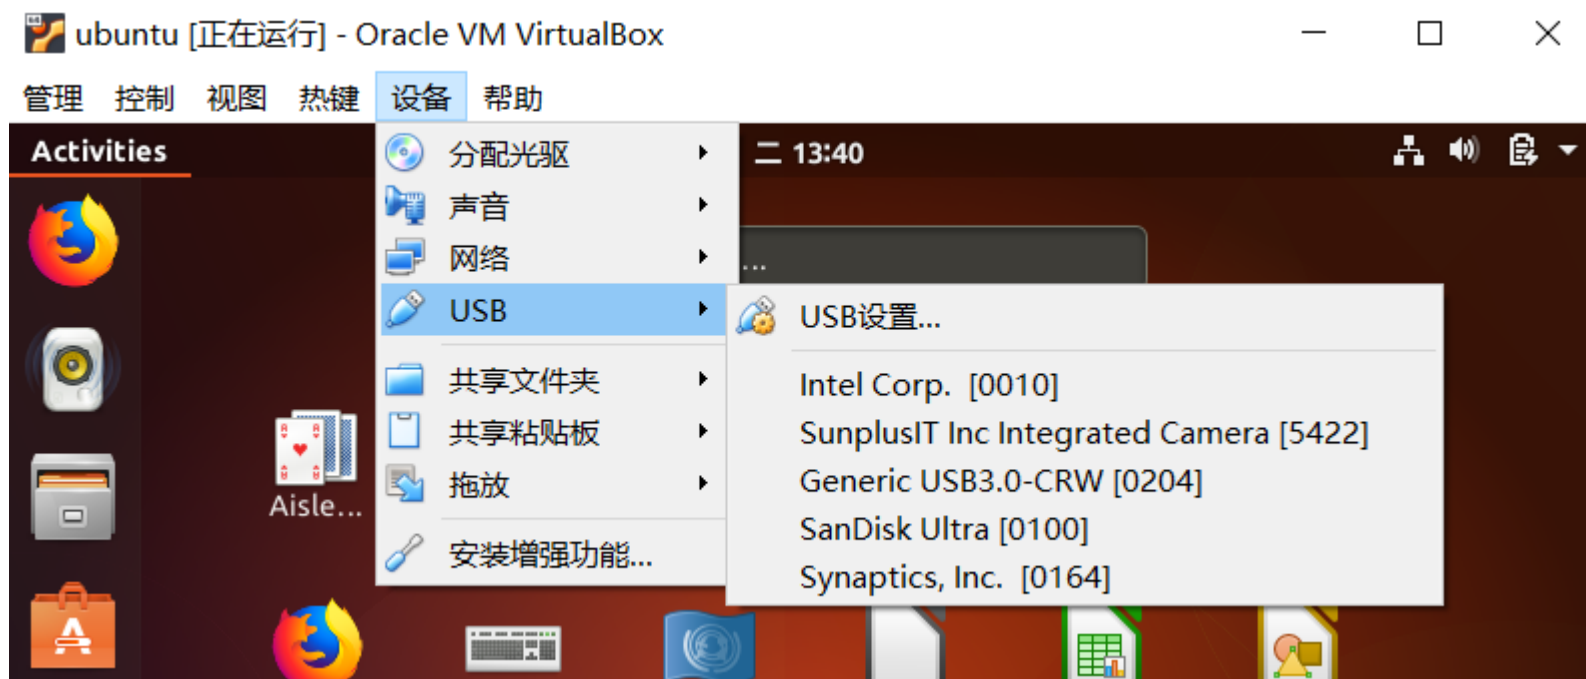 ubuntu [正在运行] - Oracle VM VirtualBox
管理 控制 视图 热键 设备 帮助
Activities
二 13:40
分配光驱
声音
网络
...
USB
USB设置...
Intel Corp. [0010]
SunplusIT Inc Integrated Camera [5422]
Generic USB3.0-CRW [0204]
SanDisk Ultra [0100]
Synaptics, Inc. [0164]
共享文件夹
共享粘贴板
拖放
安装增强功能...
Aisle...